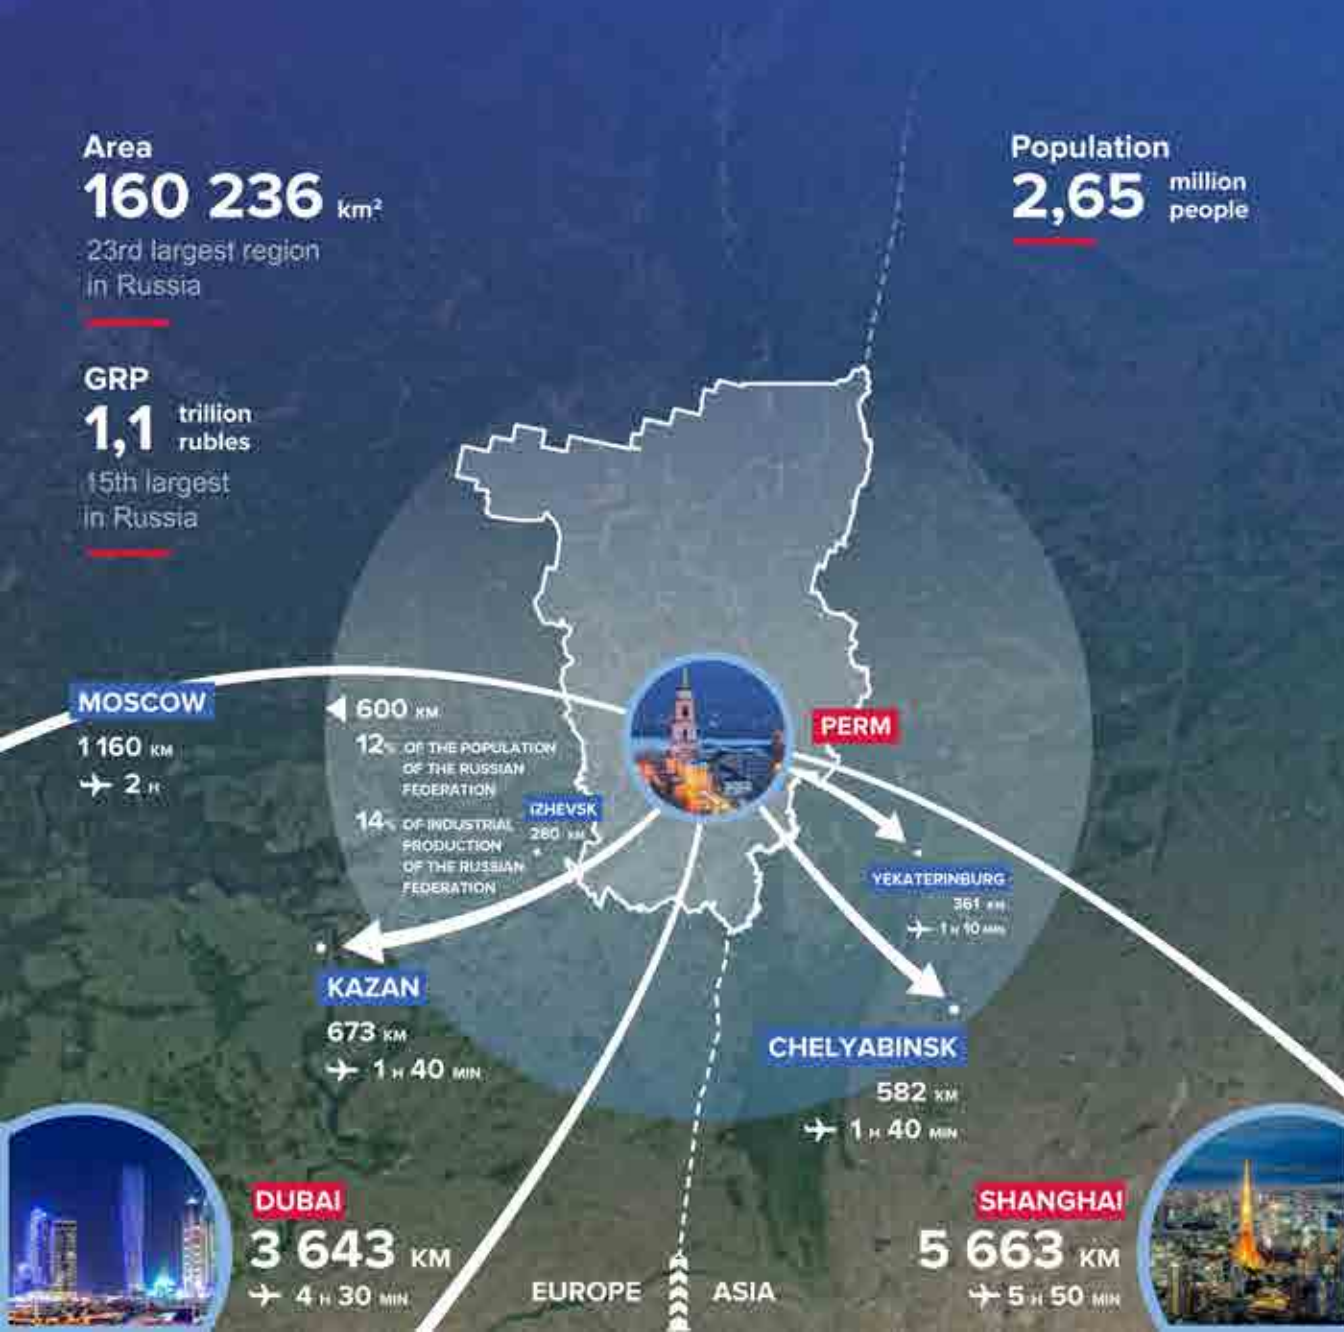 Area
160 236 km²
23rd largest region
in Russia
Population
2,65 million
people
GRP
1,1 trillion
rubles
15th largest
in Russia
MOSCOW
1 160 KM
2 H
600 KM
12% OF THE POPULATION
OF THE RUSSIAN
FEDERATION
14% OF INDUSTRIAL
PRODUCTION
OF THE RUSSIAN
FEDERATION
IZHEVSK
280 KM
PERM
YEKATERINBURG
361 KM
1 H 10 MIN
KAZAN
673 KM
1 H 40 MIN
CHELYABINSK
582 KM
1 H 40 MIN
DUBAI
3 643 KM
4 H 30 MIN
EUROPE
ASIA
SHANGHAI
5 663 KM
5 H 50 MIN